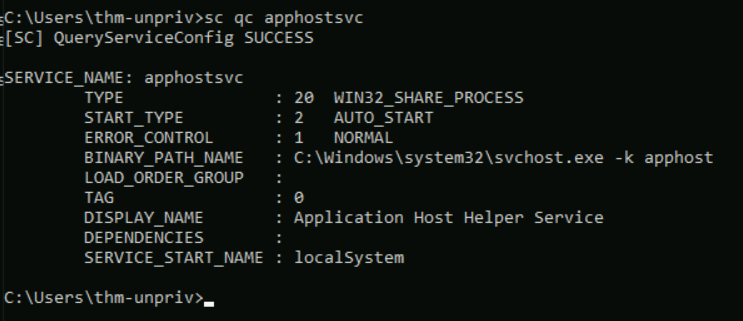 C:\Users\thm-unpriv>sc qc apphostsvc
[SC] QueryServiceConfig SUCCESS
SERVICE_NAME: apphostsvc
        TYPE               : 20  WIN32_SHARE_PROCESS
        START_TYPE         : 2   AUTO_START
        ERROR_CONTROL      : 1   NORMAL
        BINARY_PATH_NAME   : C:\Windows\system32\svchost.exe -k apphost
        LOAD_ORDER_GROUP   :
        TAG                : 0
        DISPLAY_NAME       : Application Host Helper Service
        DEPENDENCIES       :
        SERVICE_START_NAME : localSystem
C:\Users\thm-unpriv>